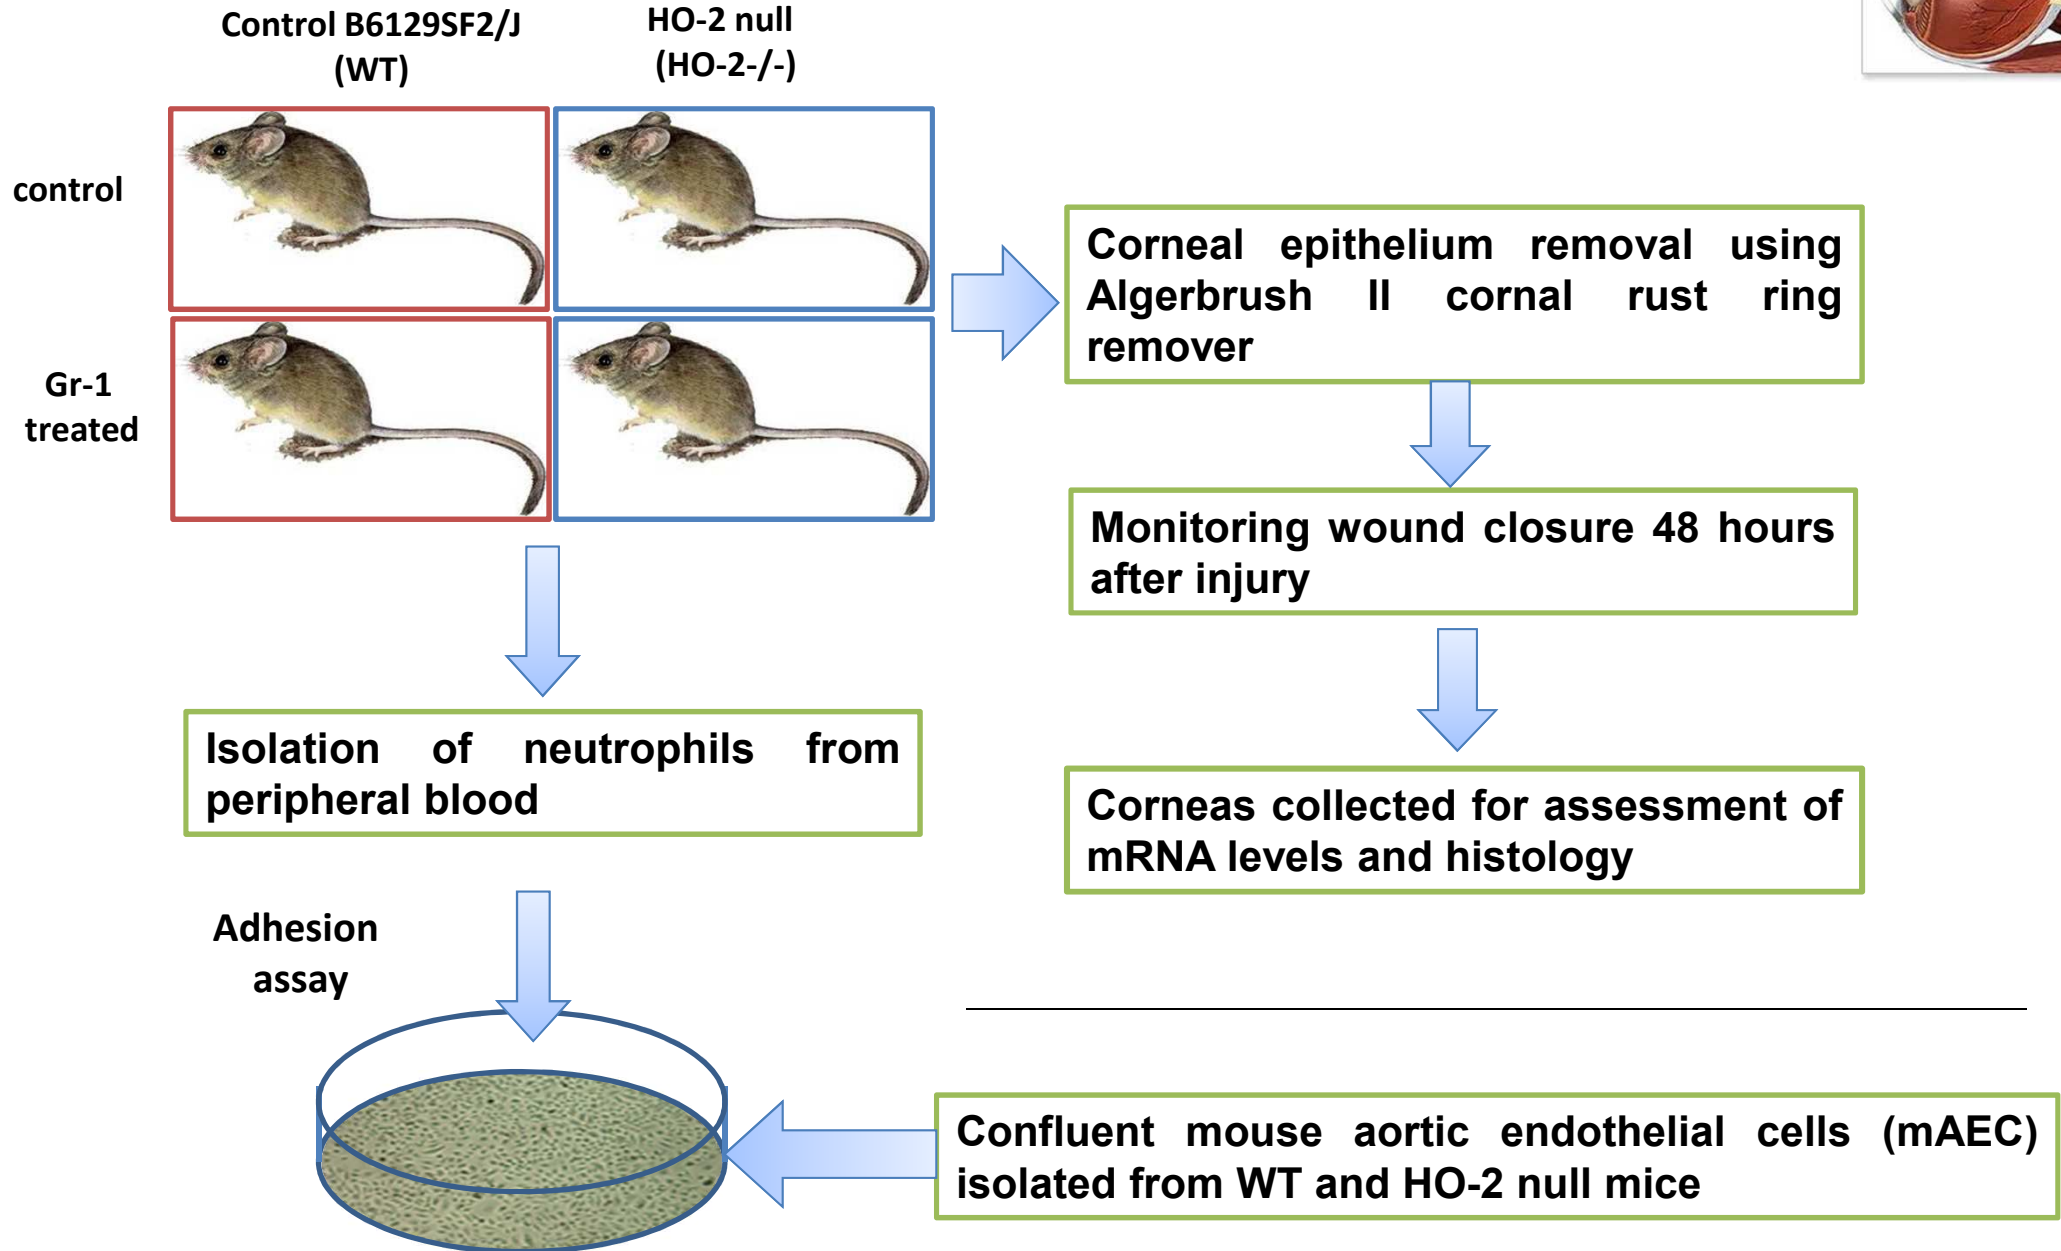 Control B6129SF2/J
(WT)
HO-2 null
(HO-2-/-)
control
Gr-1
treated
Corneal epithelium removal using
Algerbrush II cornal rust ring
remover
Monitoring wound closure 48 hours
after injury
Isolation of neutrophils from
peripheral blood
Corneas collected for assessment of
mRNA levels and histology
Adhesion
assay
Confluent mouse aortic endothelial cells (mAEC)
isolated from WT and HO-2 null mice